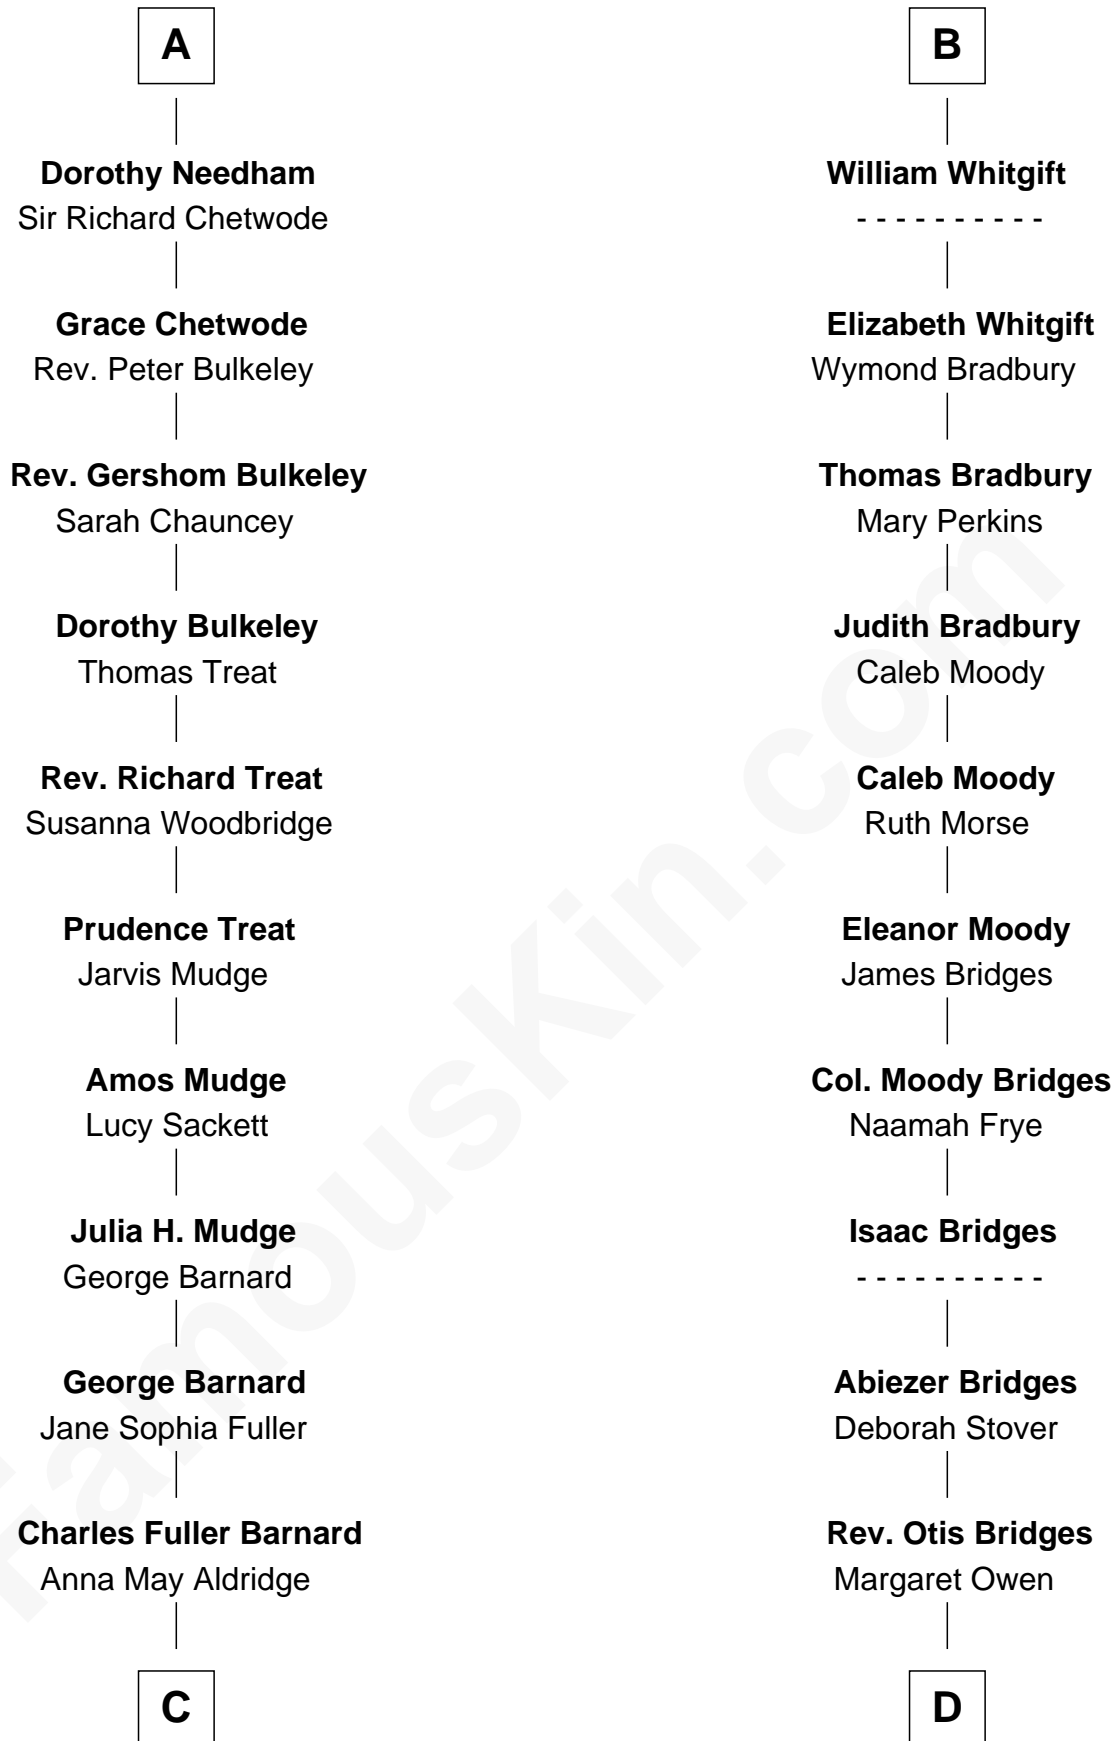 A
Dorothy Needham
Sir Richard Chetwode
Grace Chetwode
Rev. Peter Bulkeley
Rev. Gershom Bulkeley
Sarah Chauncey
Dorothy Bulkeley
Thomas Treat
Rev. Richard Treat
Susanna Woodbridge
Prudence Treat
Jarvis Mudge
Amos Mudge
Lucy Sackett
Julia H. Mudge
George Barnard
George Barnard
Jane Sophia Fuller
Charles Fuller Barnard
Anna May Aldridge
C
B
William Whitgift
- - - - - - - - - -
Elizabeth Whitgift
Wymond Bradbury
Thomas Bradbury
Mary Perkins
Judith Bradbury
Caleb Moody
Caleb Moody
Ruth Morse
Eleanor Moody
James Bridges
Col. Moody Bridges
Naamah Frye
Isaac Bridges
- - - - - - - - - -
Abiezer Bridges
Deborah Stover
Rev. Otis Bridges
Margaret Owen
D
FamousKin.com